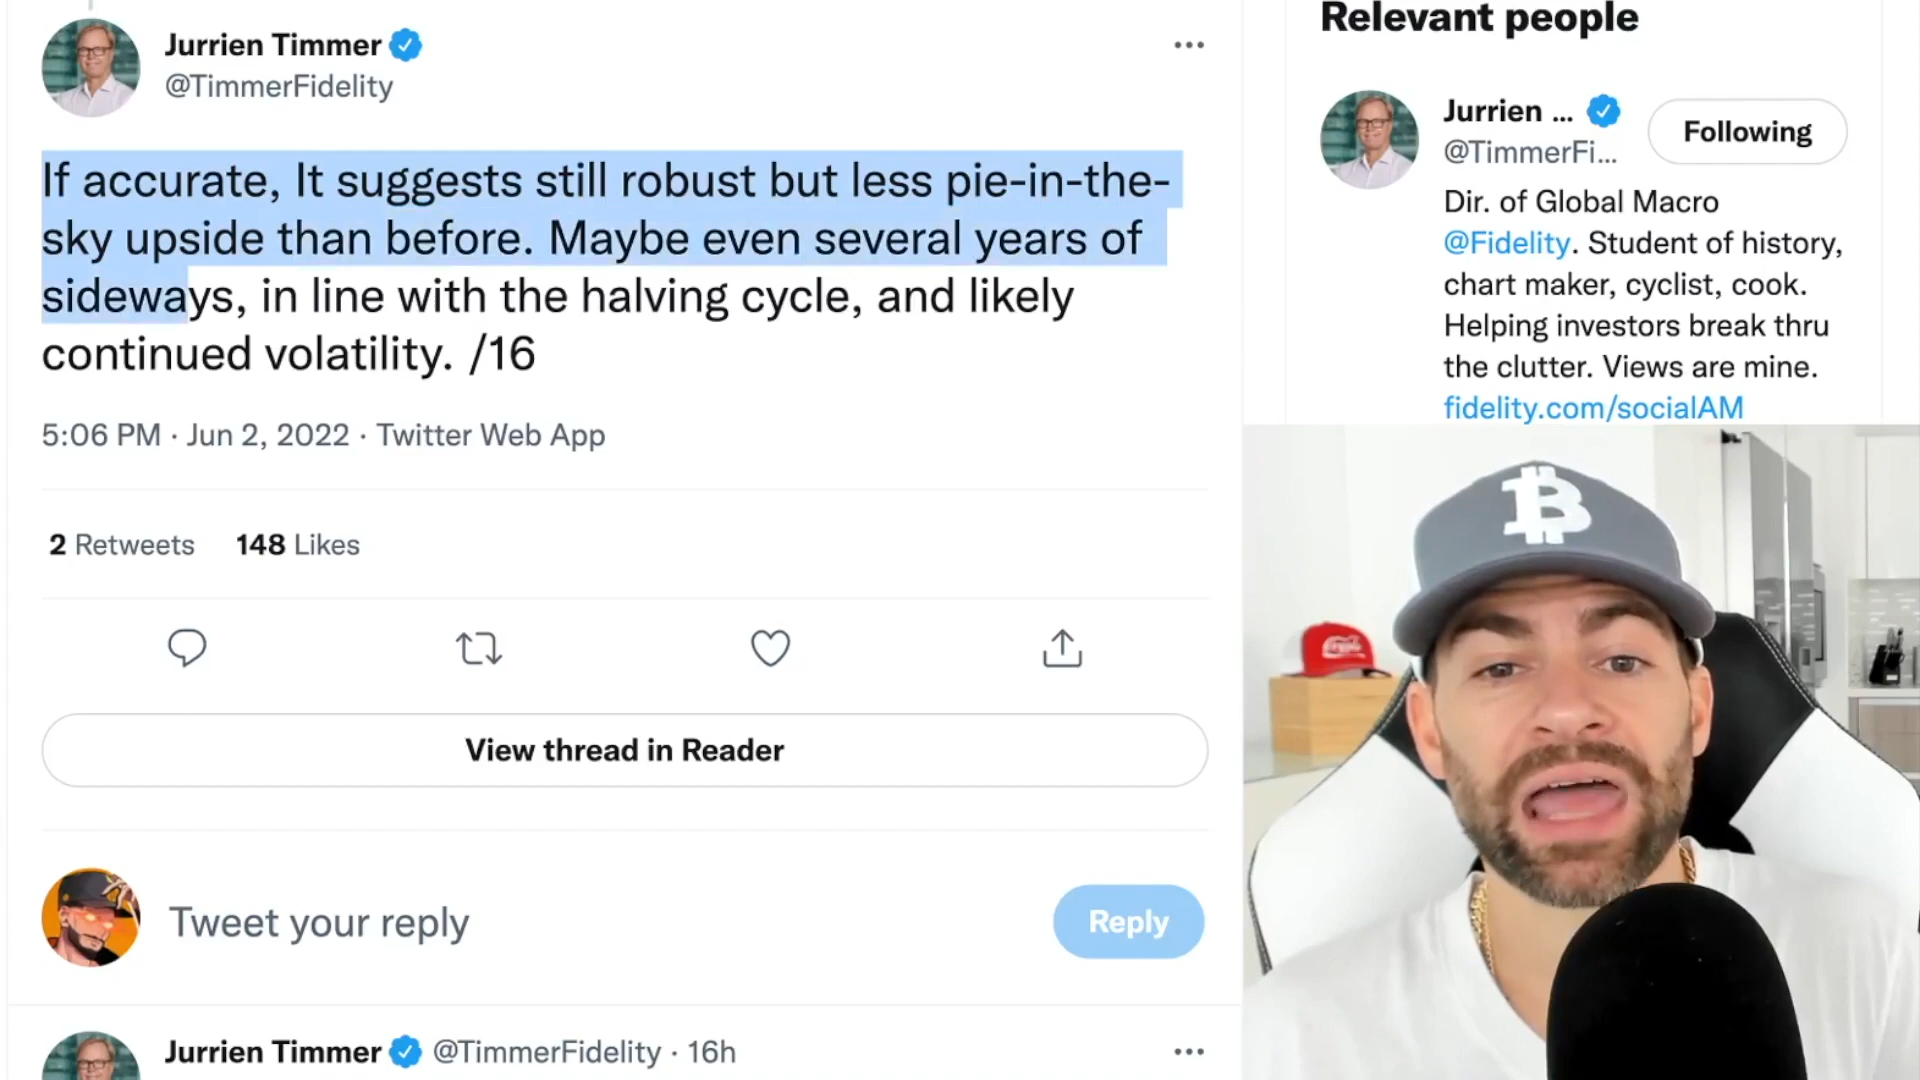 Jurrien Timmer
@TimmerFidelity
If accurate, It suggests still robust but less pie-in-the-
sky upside than before. Maybe even several years of
sideways, in line with the halving cycle, and likely
continued volatility. /16
5:06 PM · Jun 2, 2022 · Twitter Web App
2 Retweets 148 Likes
View thread in Reader
Tweet your reply
Reply
Jurrien Timmer @TimmerFidelity · 16h
Relevant people
Jurrien ...
@TimmerFi...
Following
Dir. of Global Macro
@Fidelity. Student of history,
chart maker, cyclist, cook.
Helping investors break thru
the clutter. Views are mine.
fidelity.com/socialAM